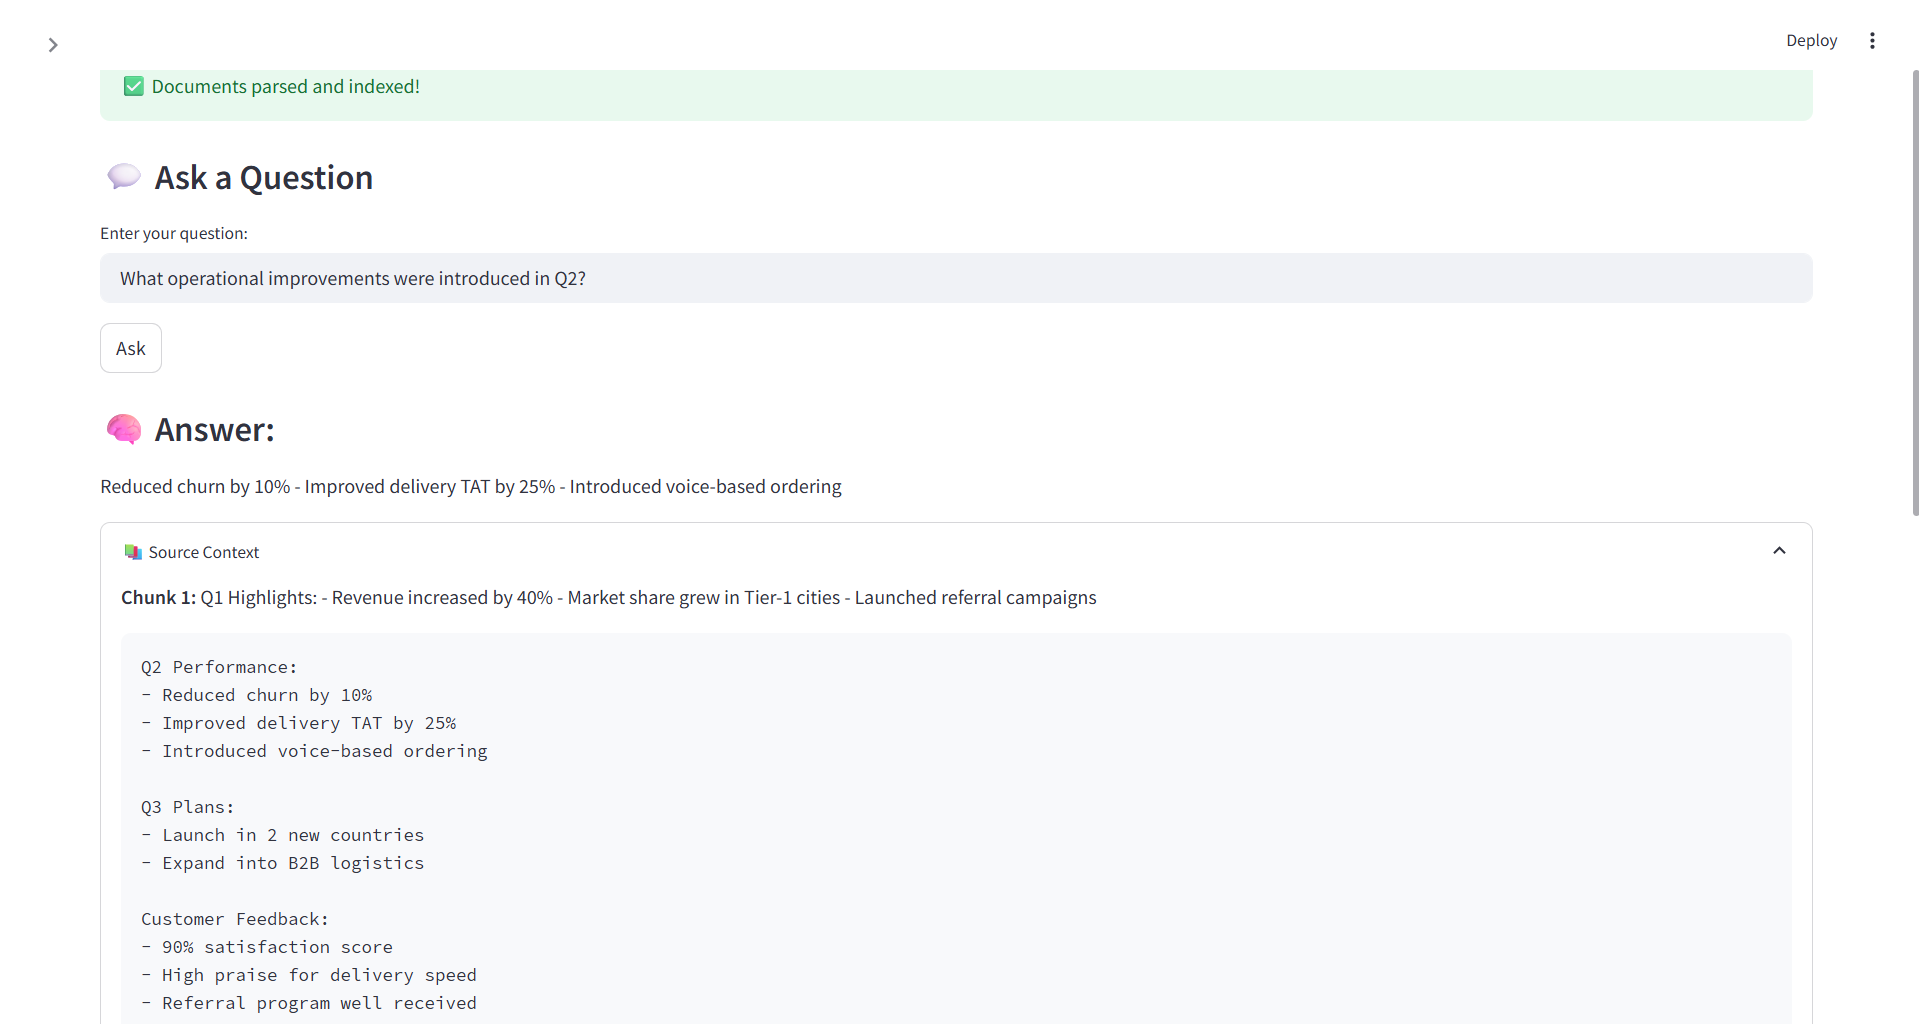 Deploy
✅ Documents parsed and indexed!
💬 Ask a Question
Enter your question:
What operational improvements were introduced in Q2?
Ask
🧠 Answer:
Reduced churn by 10% - Improved delivery TAT by 25% - Introduced voice-based ordering
📚 Source Context
Chunk 1: Q1 Highlights: - Revenue increased by 40% - Market share grew in Tier-1 cities - Launched referral campaigns
Q2 Performance:
- Reduced churn by 10%
- Improved delivery TAT by 25%
- Introduced voice-based ordering
Q3 Plans:
- Launch in 2 new countries
- Expand into B2B logistics
Customer Feedback:
- 90% satisfaction score
- High praise for delivery speed
- Referral program well received